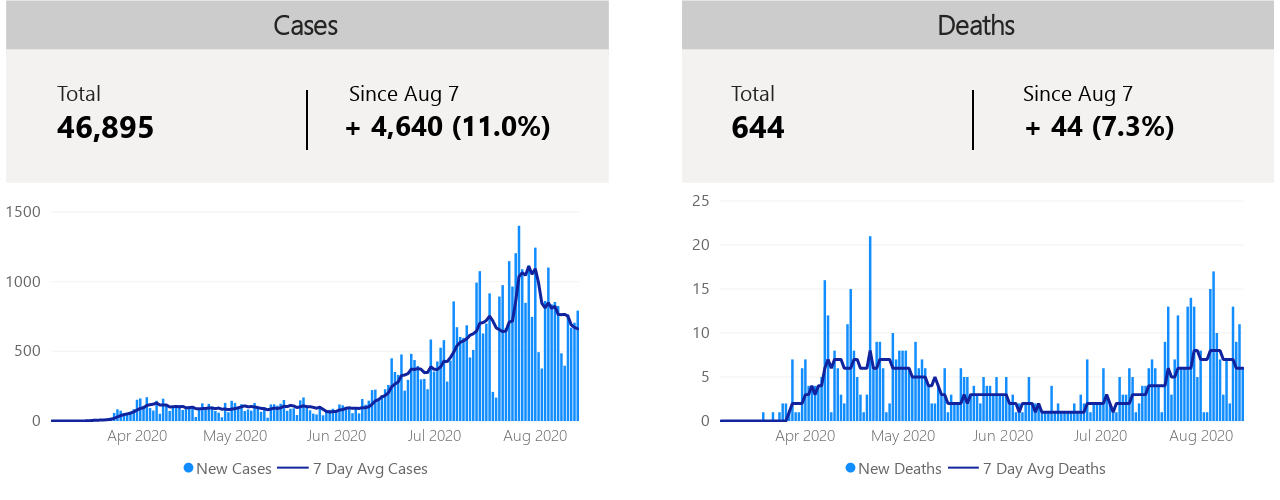 Cases
Total
46,895
Since Aug 7
+ 4,640 (11.0%)
1500
1000
500
0
Apr 2020 May 2020 Jun 2020 Jul 2020 Aug 2020
New Cases 7 Day Avg Cases
Deaths
Total
644
Since Aug 7
+ 44 (7.3%)
25
20
15
10
5
0
Apr 2020 May 2020 Jun 2020 Jul 2020 Aug 2020
New Deaths 7 Day Avg Deaths